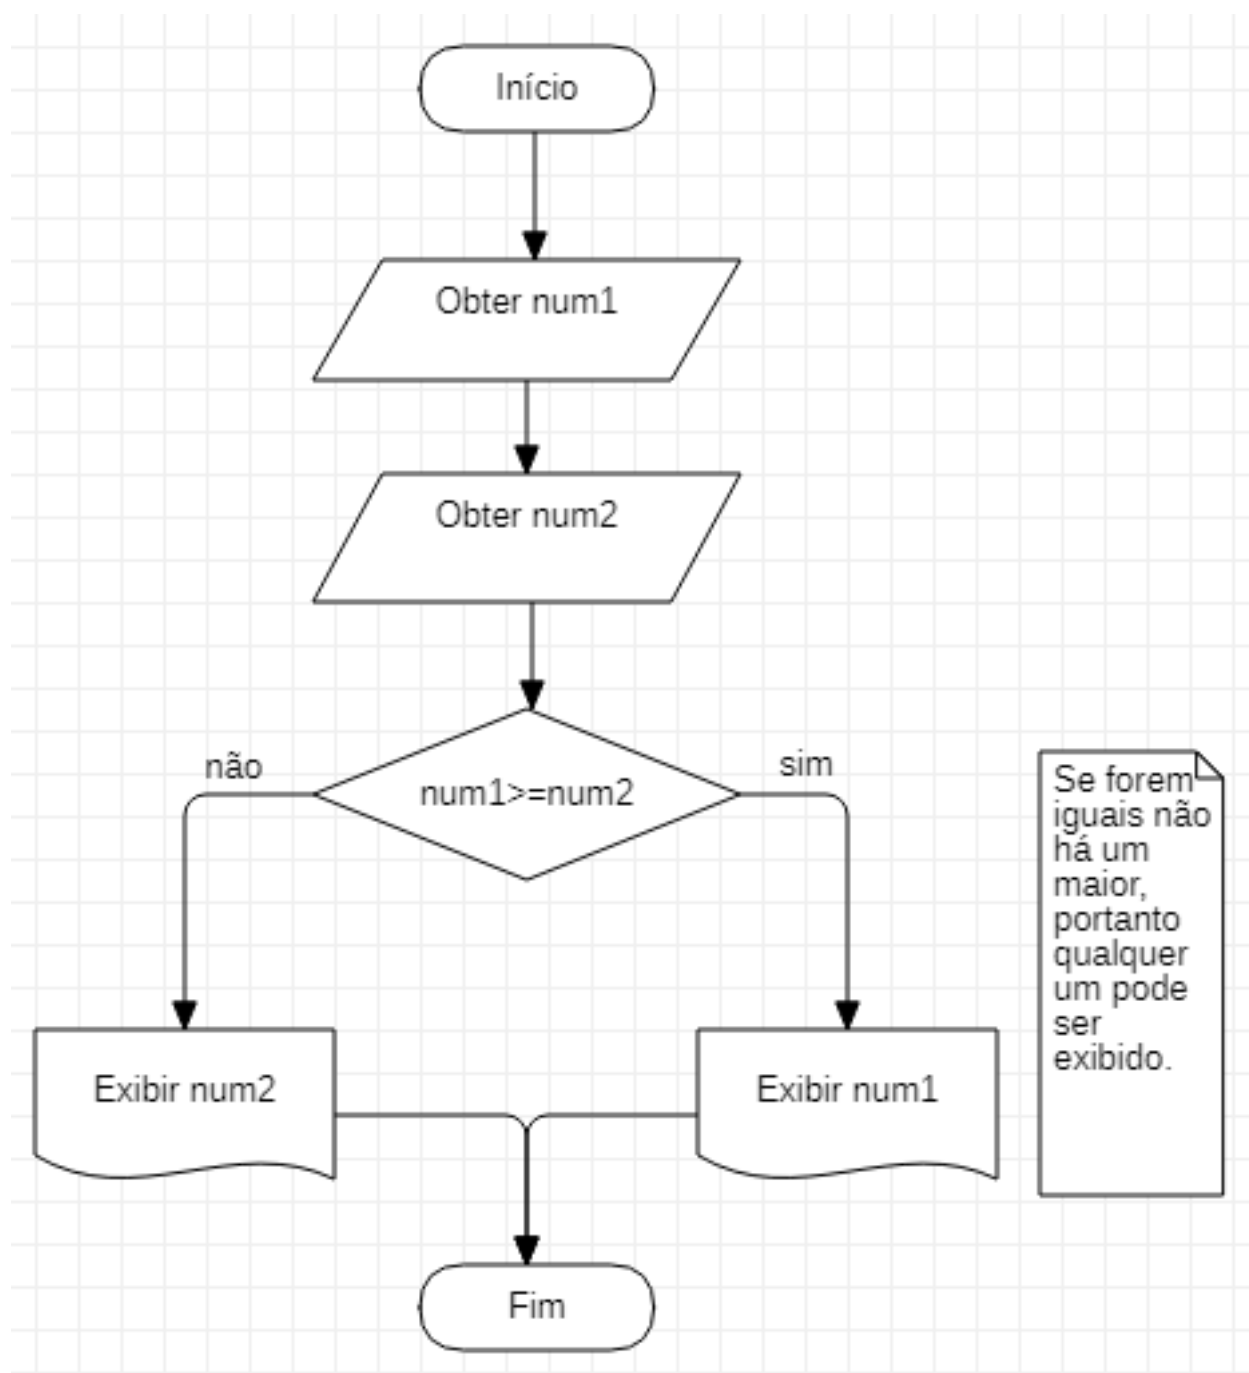 Início
Obter num1
Obter num2
não
num1>=num2
sim
Se forem
iguais não
há um
maior,
portanto
qualquer
um pode
ser
exibido.
Exibir num2
Exibir num1
Fim